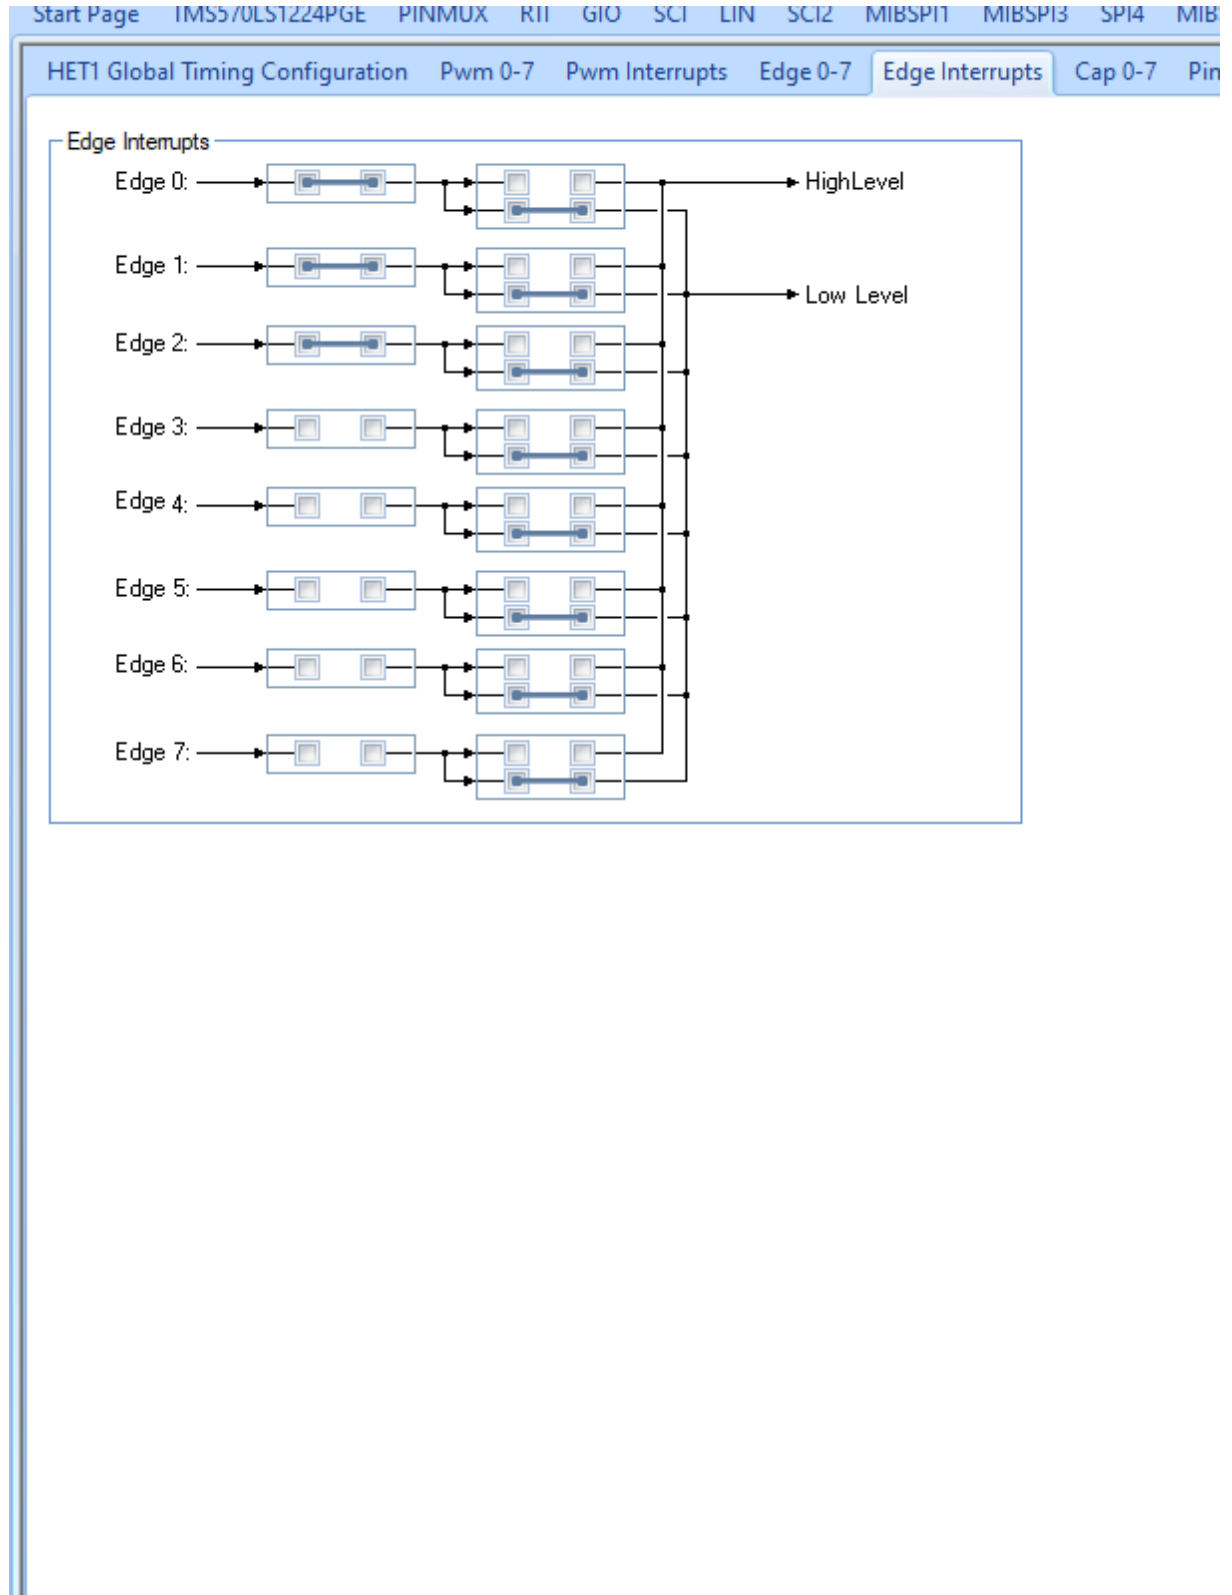 Start Page TMS570LS1224PGE PINMUX RTI GIO SCI LIN SCI2 MIBSPI1 MIBSPI3 SPI4 MIB
HET1 Global Timing Configuration Pwm 0-7 Pwm Interrupts Edge 0-7 Edge Interrupts Cap 0-7 Pin
Edge Interrupts
Edge 0: HighLevel
Edge 1:
Low Level
Edge 2:
Edge 3:
Edge 4:
Edge 5:
Edge 6:
Edge 7: